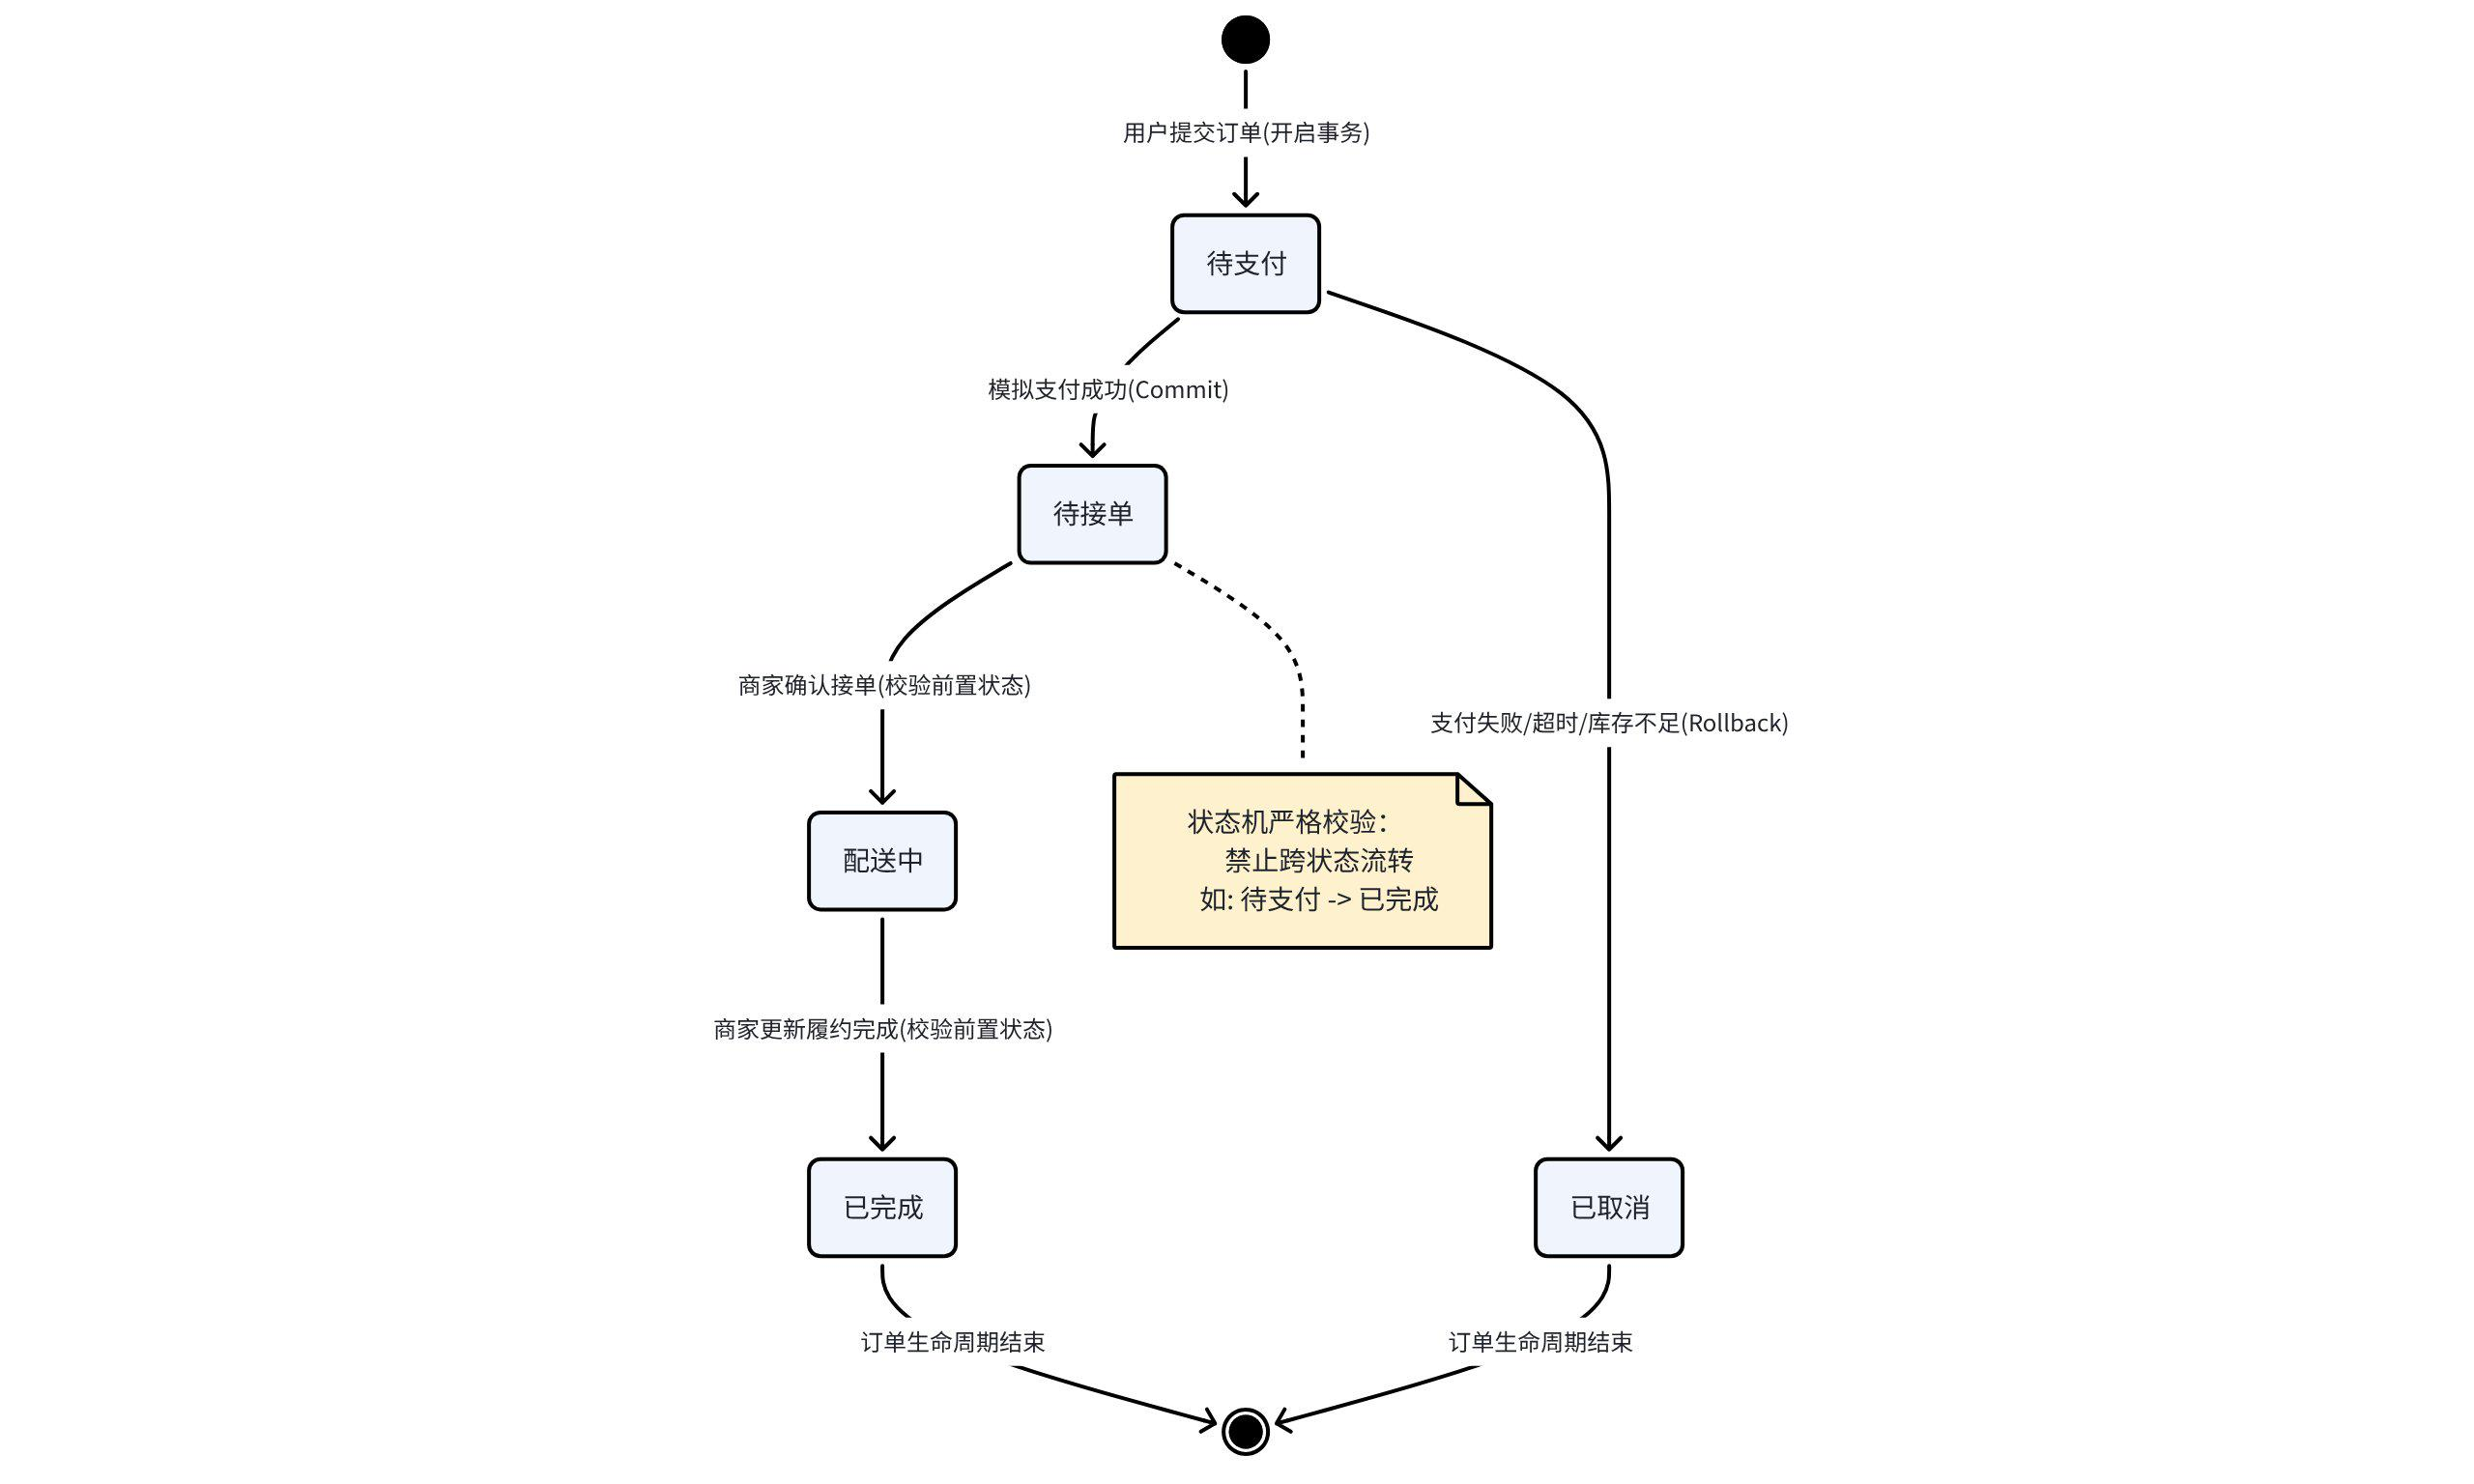 用户提交订单(开启事务)
待支付
模拟支付成功(Commit)
待接单
商家确认接单(校验前置状态)
支付失败/超时/库存不足(Rollback)
状态机严格校验：
禁止跨状态流转
如: 待支付 -> 已完成
配送中
商家更新履约完成(校验前置状态)
已完成
已取消
订单生命周期结束
订单生命周期结束